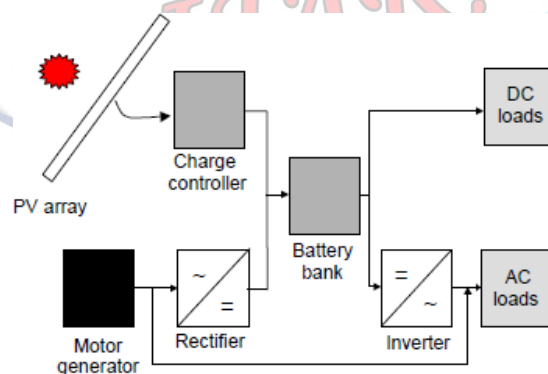 DC
loads
Charge
controller
PV array
Battery
bank
~
=
=
~
AC
loads
Motor
generator
Rectifier
Inverter